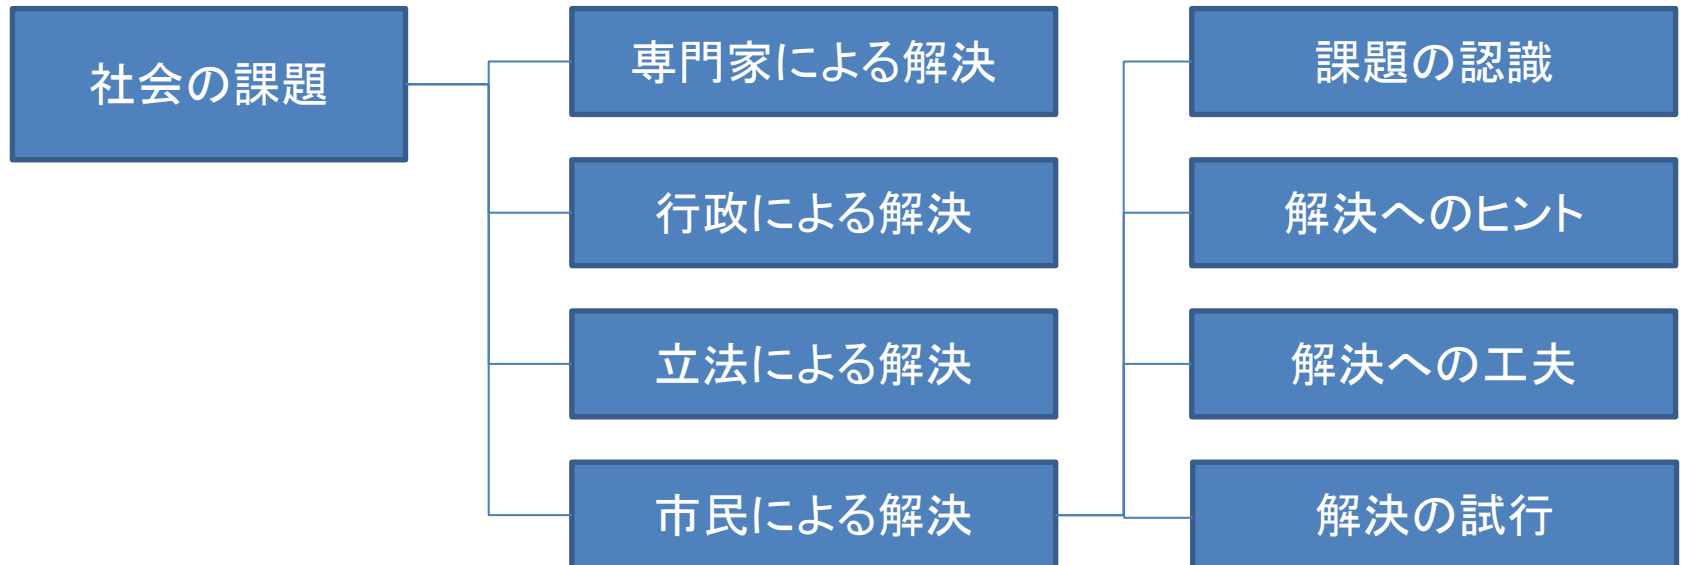 社会の課題
専門家による解決
行政による解決
立法による解決
市民による解決
課題の認識
解決へのヒント
解決への工夫
解決の試行